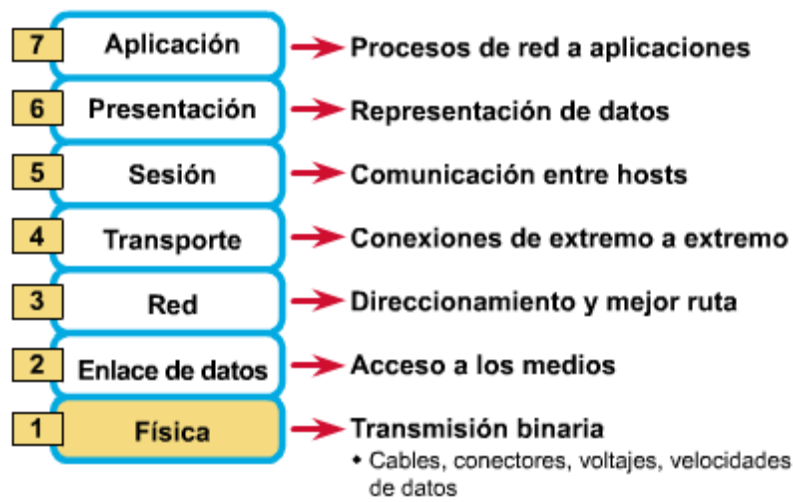 7 Aplicación Procesos de red a aplicaciones
6 Presentación Representación de datos
5 Sesión Comunicación entre hosts
4 Transporte Conexiones de extremo a extremo
3 Red Direccionamiento y mejor ruta
2 Enlace de datos Acceso a los medios
1 Física Transmisión binaria
• Cables, conectores, voltajes, velocidades
de datos